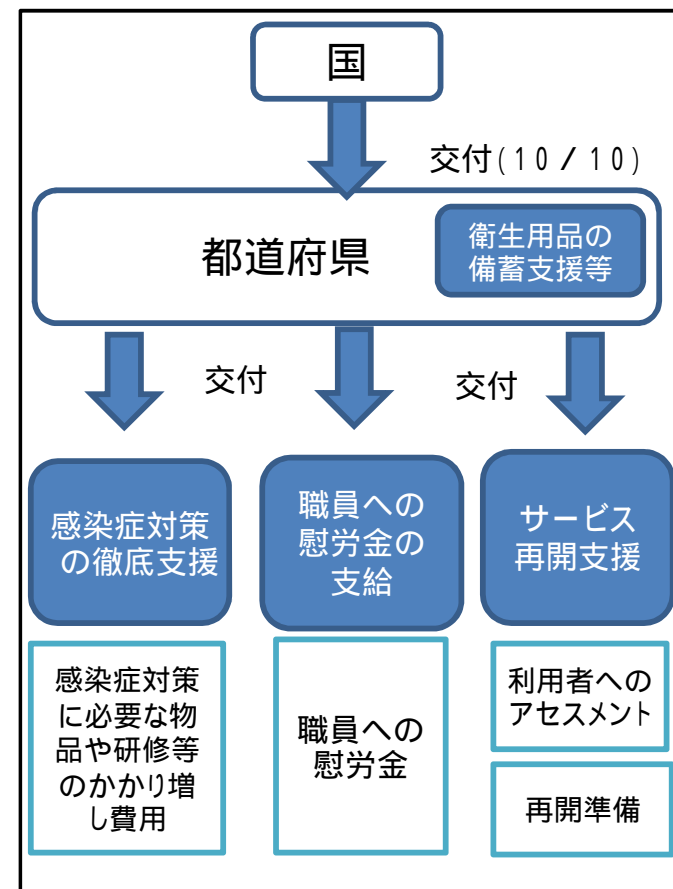 国
交付(10/10)
都道府県
衛生用品の
備蓄支援等
交付
交付
感染症対策
の徹底支援
職員への
慰労金の
支給
サービス
再開支援
感染症対策
に必要な物
品や研修等
のかかり増
し費用
職員への
慰労金
利用者への
アセスメント
再開準備